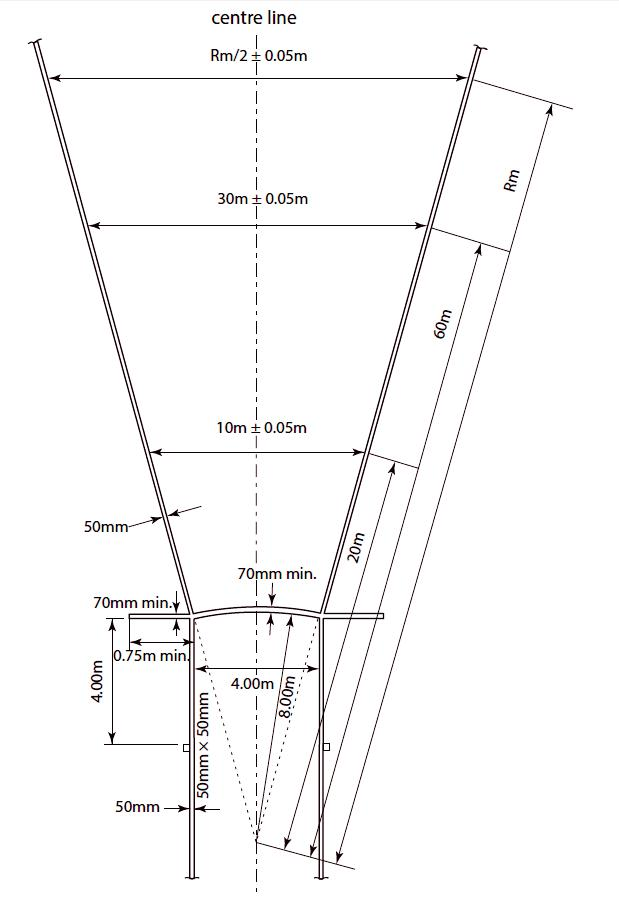 centre line
Rm/2 ± 0.05m
Rm
30m ± 0.05m
60m
10m ± 0.05m
50mm
20m
70mm min.
70mm min.
0.75m min.
4.00m
4.00m
8.00m
50mm × 50mm
50mm